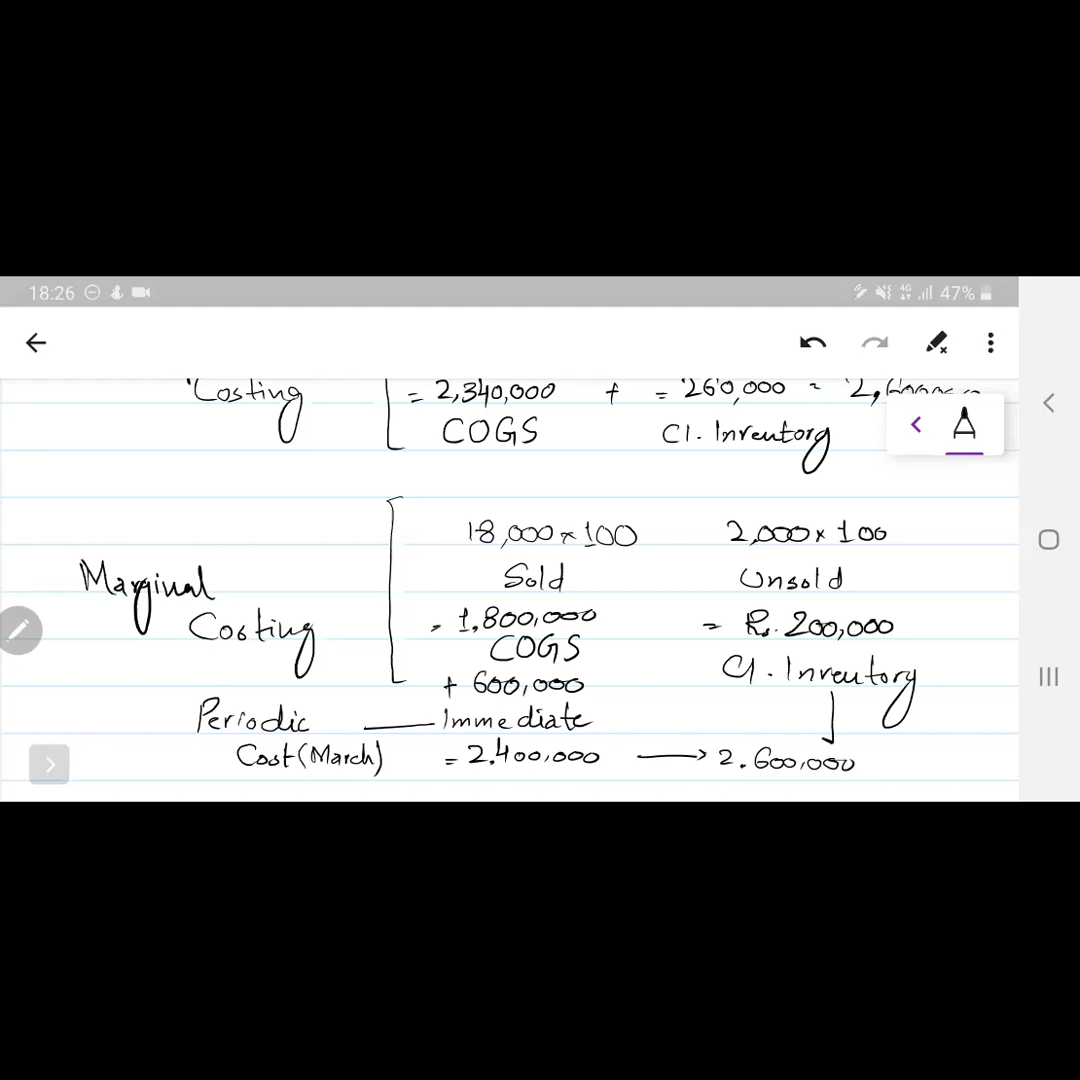 18:26 4G 47%
Costing = 2,340,000 + = 260,000 =
COGS Cl. Inventory
18,000 × 100 2,000 × 100
Marginal Sold Unsold
Costing = 1,800,000 = Rs. 200,000
COGS Cl. Inventory
+ 600,000
Periodic — Immediate
Cost (March) = 2,400,000 → 2.600,000